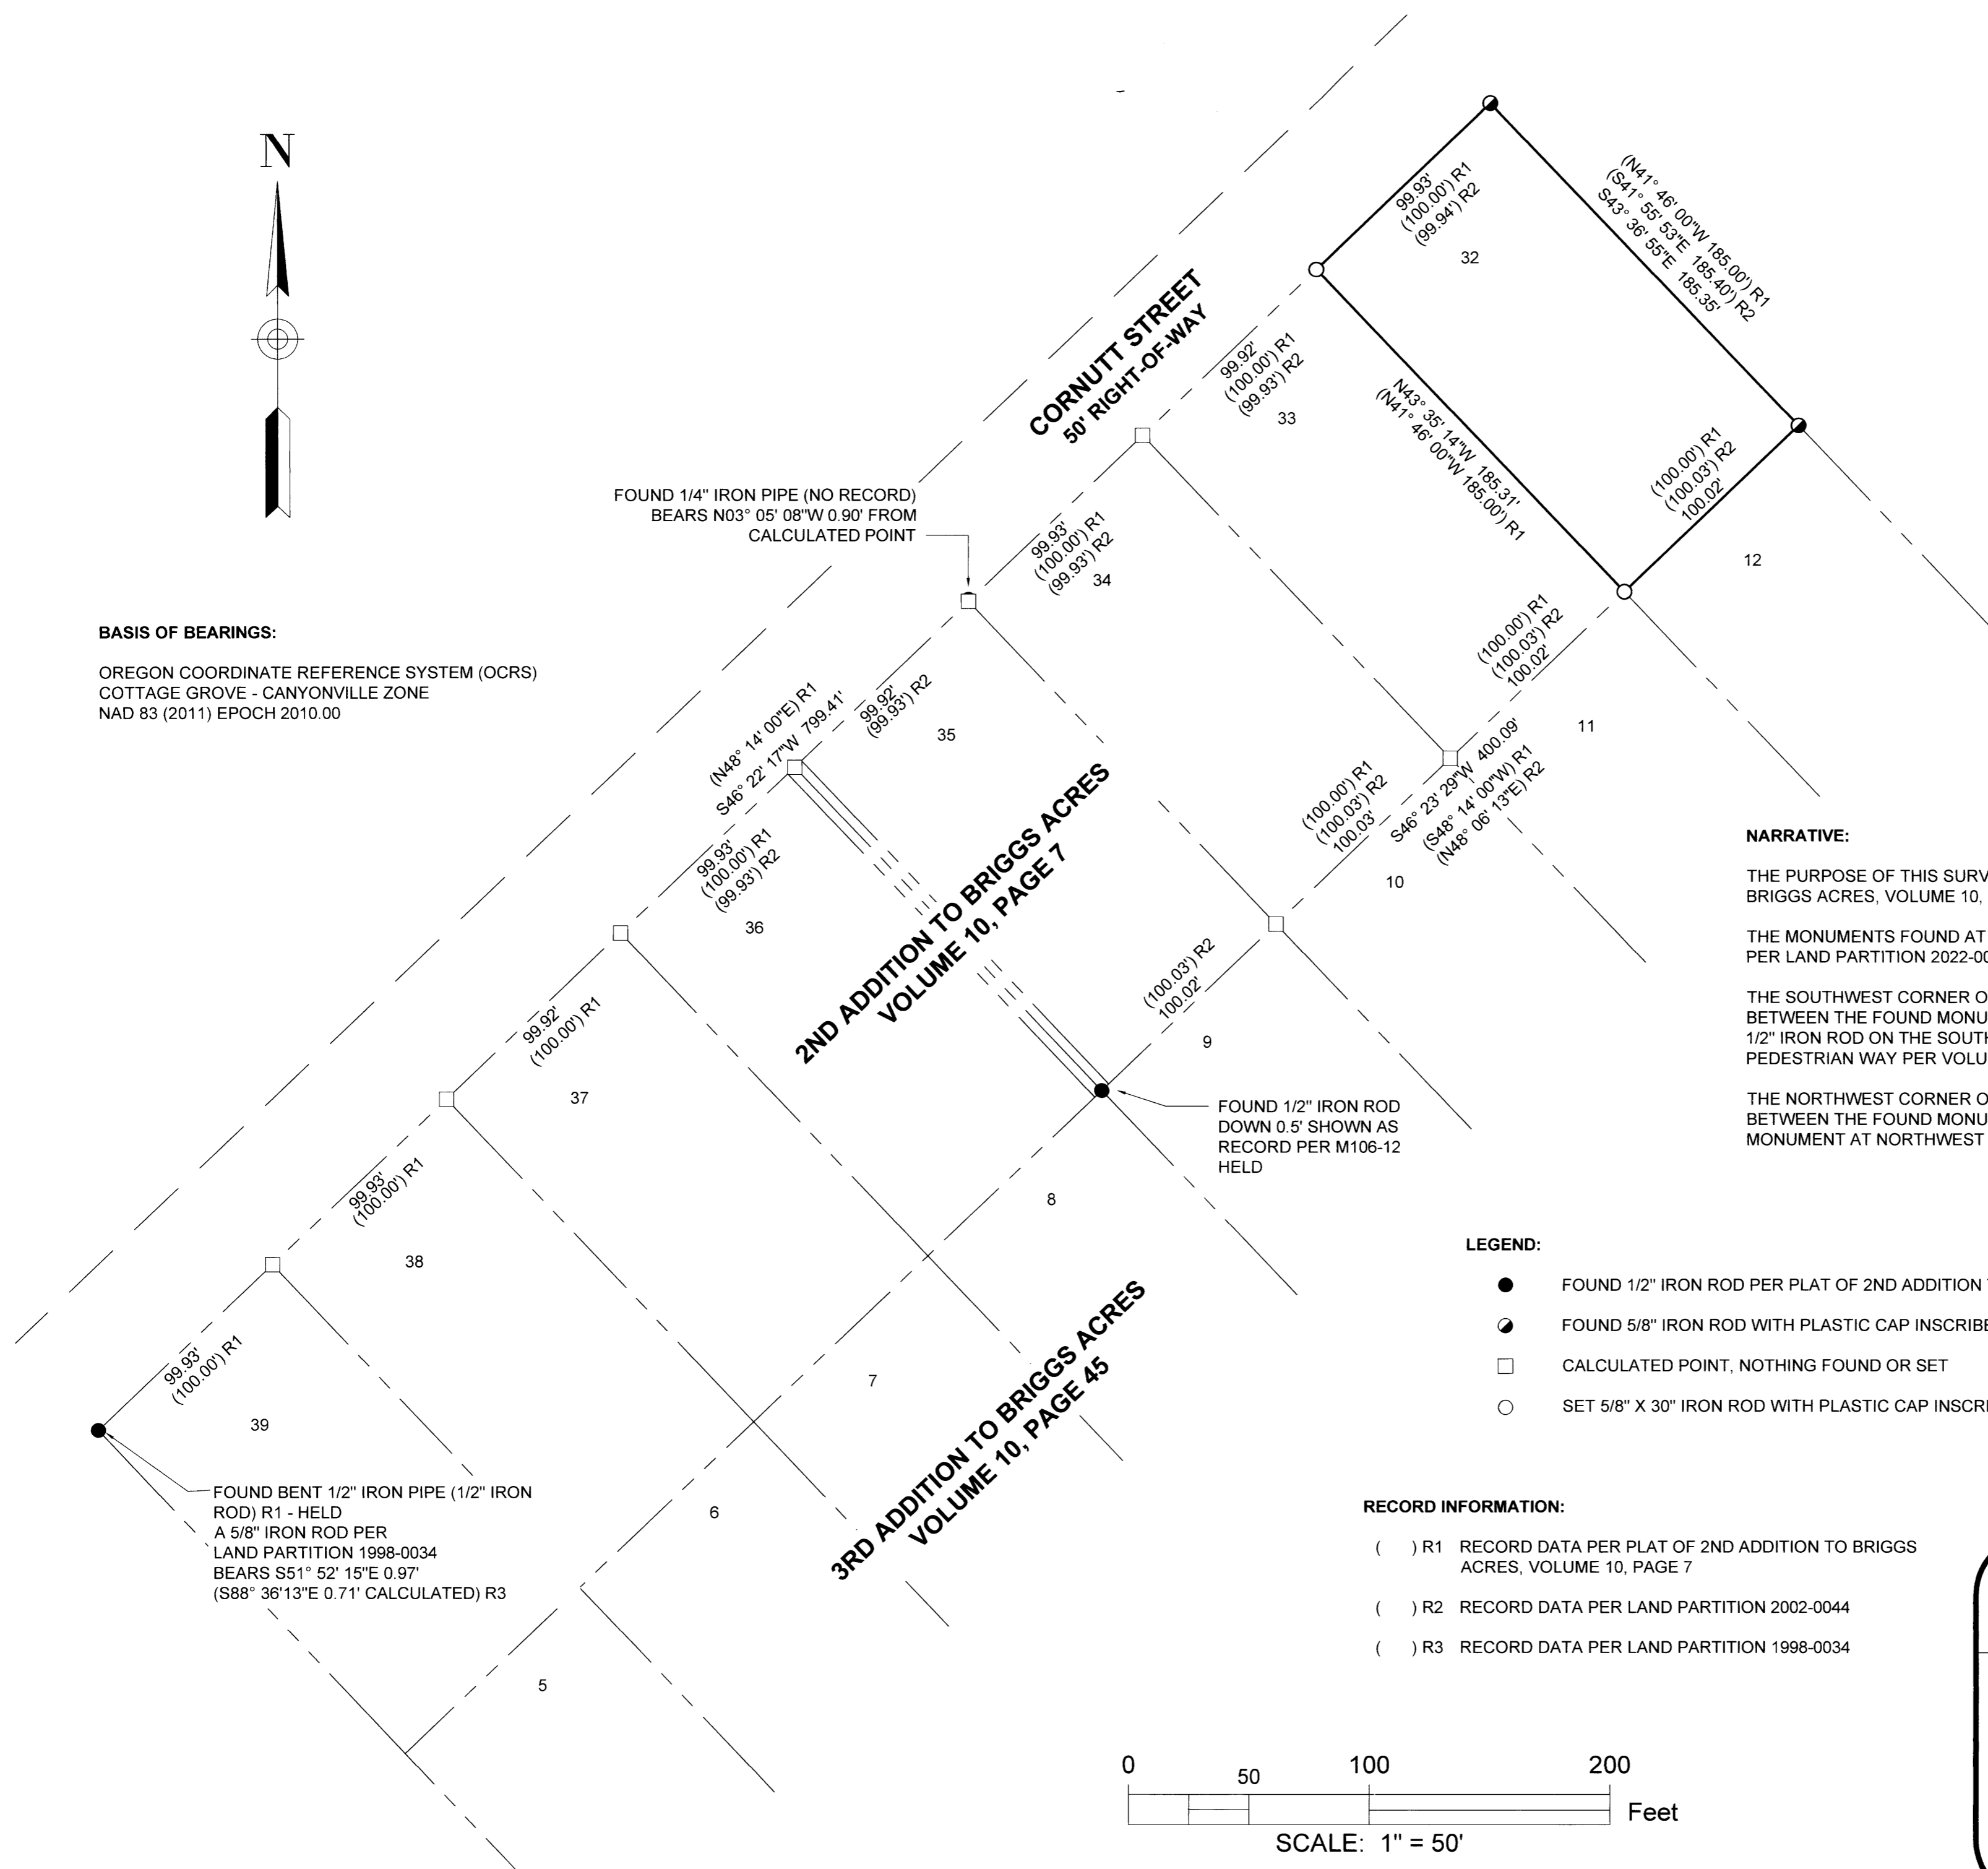 N
BASIS OF BEARINGS:
OREGON COORDINATE REFERENCE SYSTEM (OCRS)
COTTAGE GROVE - CANYONVILLE ZONE
NAD 83 (2011) EPOCH 2010.00
CORNUTT STREET
50' RIGHT-OF-WAY
FOUND 1/4" IRON PIPE (NO RECORD)
BEARS N03° 05' 08"W 0.90' FROM
CALCULATED POINT
99.93'
(100.00') R1
(99.94') R2
32
(N41° 46' 00"W 185.00') R1
(S41° 55' 53"E 185.40') R2
S43° 36' 55"E 185.35'
99.92'
(100.00') R1
(99.93') R2
33
N43° 35' 14"W 185.31'
(N41° 46' 00"W 185.00') R1
(100.00') R1
(100.03') R2
100.02'
12
99.93'
(100.00') R1
(99.93') R2
34
(100.00') R1
(100.03') R2
100.02'
11
(N48° 14' 00"E) R1
S46° 22' 17"W 799.41'
99.92'
(99.93') R2
35
(100.00') R1
(100.03') R2
100.03'
S46° 23' 29"W 400.09'
(S48° 14' 00"W) R1
(N48° 06' 13"E) R2
10
99.93'
(100.00') R1
(99.93') R2
36
2ND ADDITION TO BRIGGS ACRES
VOLUME 10, PAGE 7
(100.03') R2
100.02'
9
99.92'
(100.00') R1
37
FOUND 1/2" IRON ROD
DOWN 0.5' SHOWN AS
RECORD PER M106-12
HELD
8
99.93'
(100.00') R1
38
7
3RD ADDITION TO BRIGGS ACRES
VOLUME 10, PAGE 45
99.93'
(100.00') R1
39
FOUND BENT 1/2" IRON PIPE (1/2" IRON
ROD) R1 - HELD
A 5/8" IRON ROD PER
LAND PARTITION 1998-0034
BEARS S51° 52' 15"E 0.97'
(S88° 36'13"E 0.71' CALCULATED) R3
6
5
NARRATIVE:
THE PURPOSE OF THIS SURV
BRIGGS ACRES, VOLUME 10,
THE MONUMENTS FOUND AT
PER LAND PARTITION 2022-00
THE SOUTHWEST CORNER O
BETWEEN THE FOUND MONU
1/2" IRON ROD ON THE SOUTH
PEDESTRIAN WAY PER VOLU
THE NORTHWEST CORNER O
BETWEEN THE FOUND MONU
MONUMENT AT NORTHWEST
LEGEND:
FOUND 1/2" IRON ROD PER PLAT OF 2ND ADDITION
FOUND 5/8" IRON ROD WITH PLASTIC CAP INSCRIBE
CALCULATED POINT, NOTHING FOUND OR SET
SET 5/8" X 30" IRON ROD WITH PLASTIC CAP INSCRI
RECORD INFORMATION:
( ) R1 RECORD DATA PER PLAT OF 2ND ADDITION TO BRIGGS
ACRES, VOLUME 10, PAGE 7
( ) R2 RECORD DATA PER LAND PARTITION 2002-0044
( ) R3 RECORD DATA PER LAND PARTITION 1998-0034
0 50 100 200
Feet
SCALE: 1" = 50'